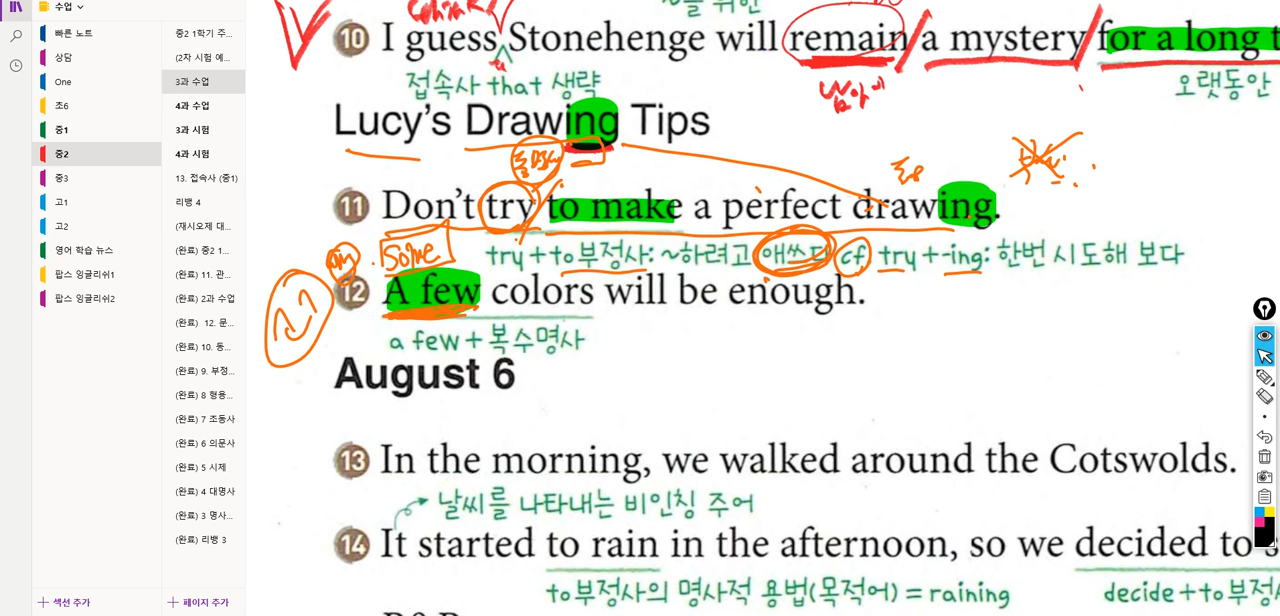 수업
빠른 노트
상담
One
초6
중1
중2
중3
고1
고2
영어 학습 뉴스
팝스 잉글리쉬1
팝스 잉글리쉬2
섹션 추가
중2 1학기 주...
(2차 시험 예...
3과 수업
4과 수업
3과 시험
4과 시험
13. 접속사 (중1)
리뱅 4
(재시오제 대...
(완료) 중2 1...
(완료) 11. 관...
(완료) 2과 수업
(완료) 12. 문...
(완료) 10. 동...
(완료) 9. 부정...
(완료) 8 형용...
(완료) 7 조동사
(완료) 6 의문사
(완료) 5 시제
(완료) 4 대명사
(완료) 3 명사...
(완료) 리뱅 3
페이지 추가
10 I guess Stonehenge will remain / a mystery / for a long t
접속사 that 생략
남아
오랫동안
Lucy's Drawing Tips
동명사
11 Don't try to make a perfect drawing.
some
try+to부정사: ~하려고 애쓰다 cf. try+-ing: 한번 시도해 보다
12 A few colors will be enough.
a few+복수명사
August 6
13 In the morning, we walked around the Cotswolds.
날씨를 나타내는 비인칭 주어
14 It started to rain in the afternoon, so we decided to
to부정사의 명사적 용법(목적어) = raining
decide+to부정